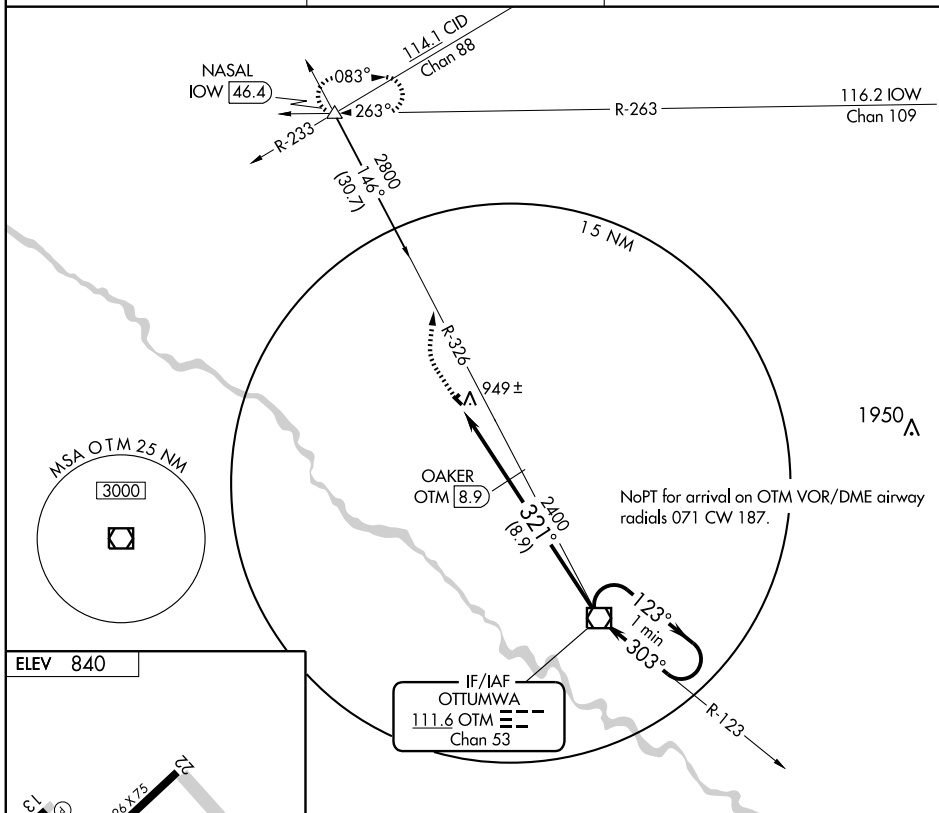 114.1 CID
Chan 88
NASAL
IOW 46.4
083°
263°
R-263
116.2 IOW
Chan 109
R-233
2800
146°
(30.7)
15 NM
R-326
949 ±
1950
MSA OTM 25 NM
3000
OAKER
OTM 8.9
2400
321°
(8.9)
NoPT for arrival on OTM VOR/DME airway
radials 071 CW 187.
123°
1 min
303°
R-123
IF/IAF
OTTUMWA
111.6 OTM
Chan 53
ELEV 840
22
13